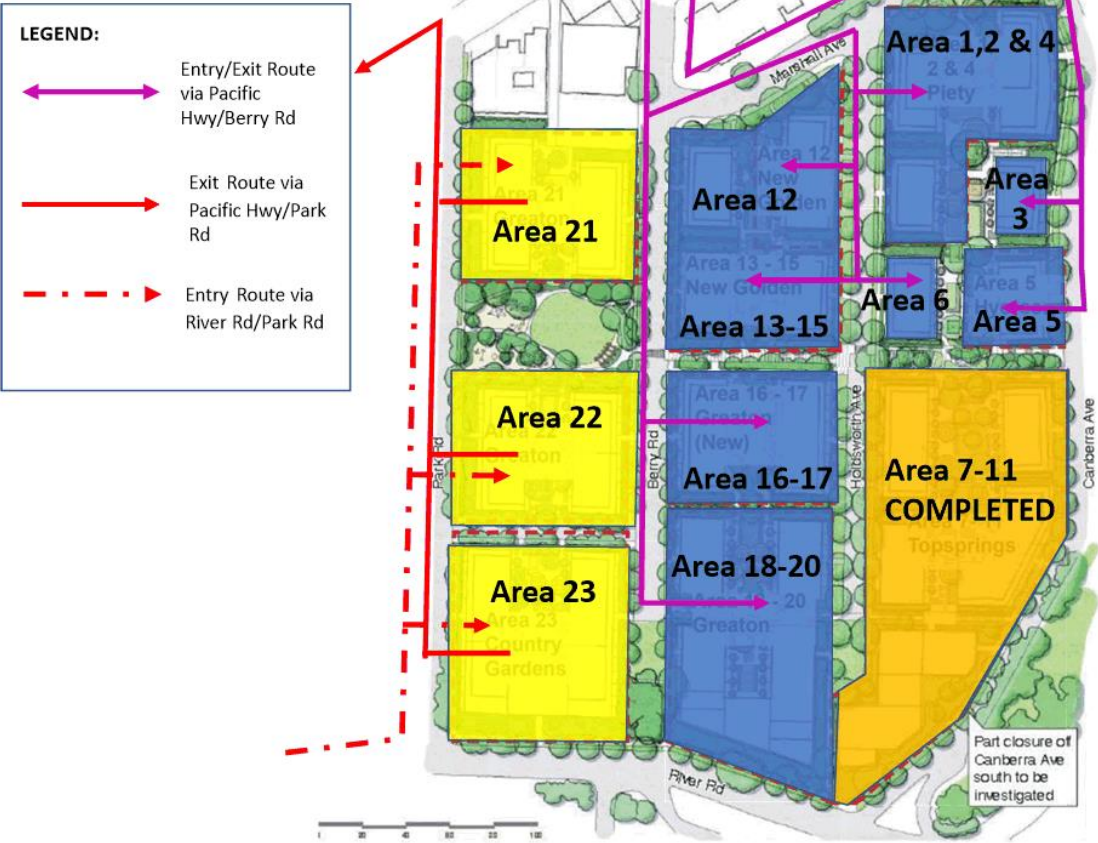 LEGEND:
Entry/Exit Route
via Pacific
Hwy/Berry Rd
Exit Route via
Pacific Hwy/Park
Rd
Entry Route via
River Rd/Park Rd
Marshall Ave
Area 1,2 & 4
2 & 4
Piety
Area
3
Area 12
New
Golden
Area 12
Area 21
Greaton
Area 21
Area 13 - 15
New Golden
Area 13-15
Area 6
Area 5
Area 5
Area 22
Area 22
Greaton
Park Rd
Berry Rd
Holdsworth Ave
Canberra Ave
Area 16 - 17
Greaton
(New)
Area 16-17
Area 7-11
COMPLETED
Topsprings
Area 18-20
- 20
Greaton
Area 23
Area 23
Country
Gardens
River Rd
Part closure of
Canberra Ave
south to be
investigated